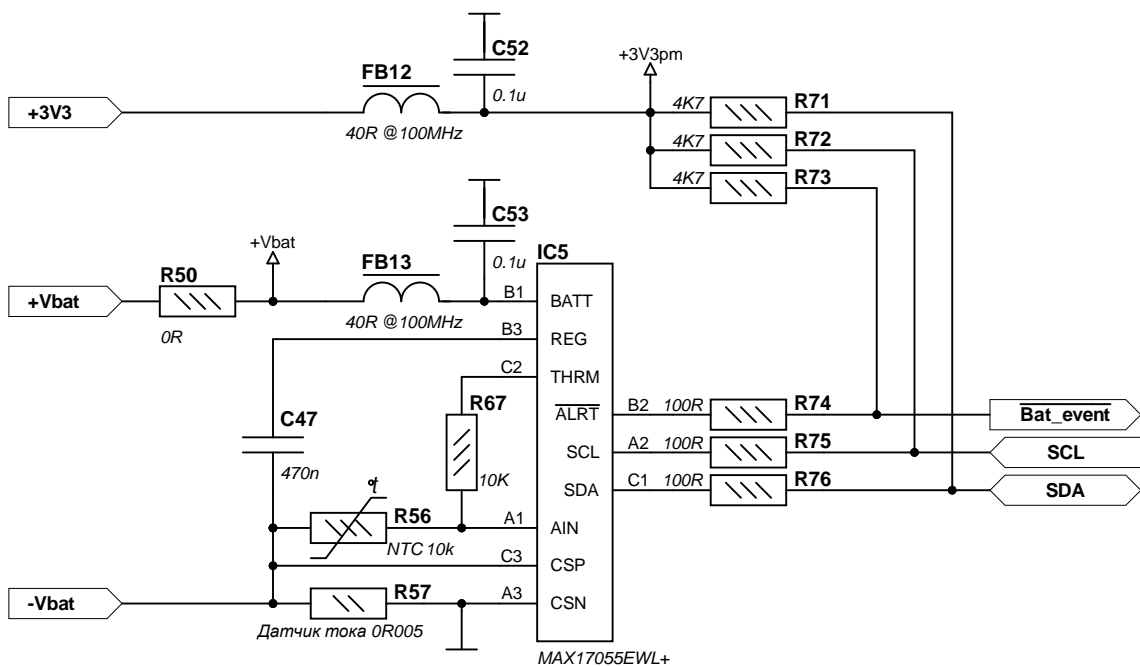 C52
+3V3pm
FB12
0.1u
4K7 R71
+3V3
40R @100MHz
4K7 R72
4K7 R73
C53
+Vbat
IC5
R50
FB13
0.1u
+Vbat
B1 BATT
0R
40R @100MHz
B3 REG
C2 THRM
R67
C47
ALRT B2 100R R74 Bat_event
SCL A2 100R R75 SCL
470n
10K
SDA C1 100R R76 SDA
t°
R56
A1 AIN
NTC 10k
C3 CSP
-Vbat
R57
A3 CSN
Датчик тока 0R005
MAX17055EWL+